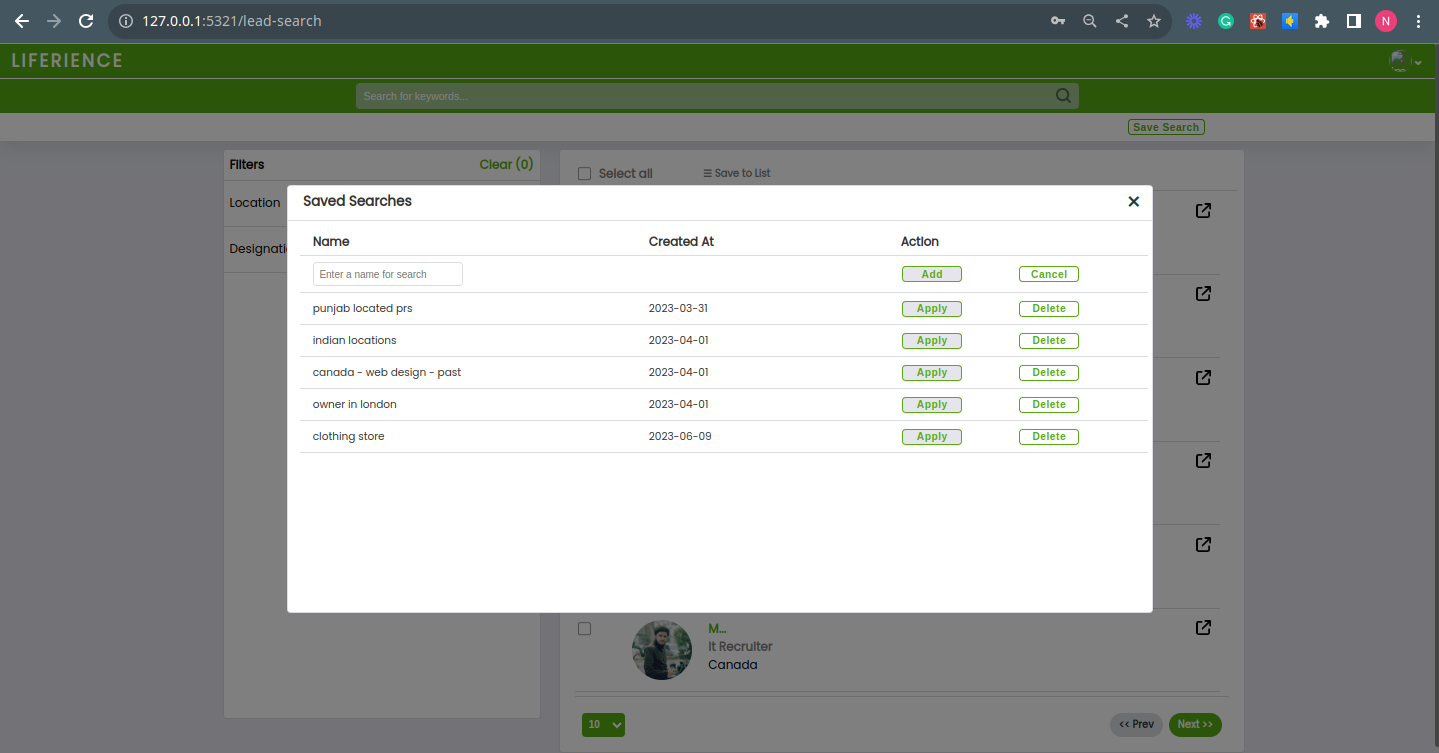 127.0.0.1:5321/lead-search
N
LIFERIENCE
Search for keywords...
Save Search
Filters
Clear (0)
Select all
Save to List
Location
Designati
Saved Searches
Name Created At Action
Enter a name for search Add Cancel
punjab located prs 2023-03-31 Apply Delete
indian locations 2023-04-01 Apply Delete
canada - web design - past 2023-04-01 Apply Delete
owner in london 2023-04-01 Apply Delete
clothing store 2023-06-09 Apply Delete
M...
It Recruiter
Canada
10
<< Prev
Next >>